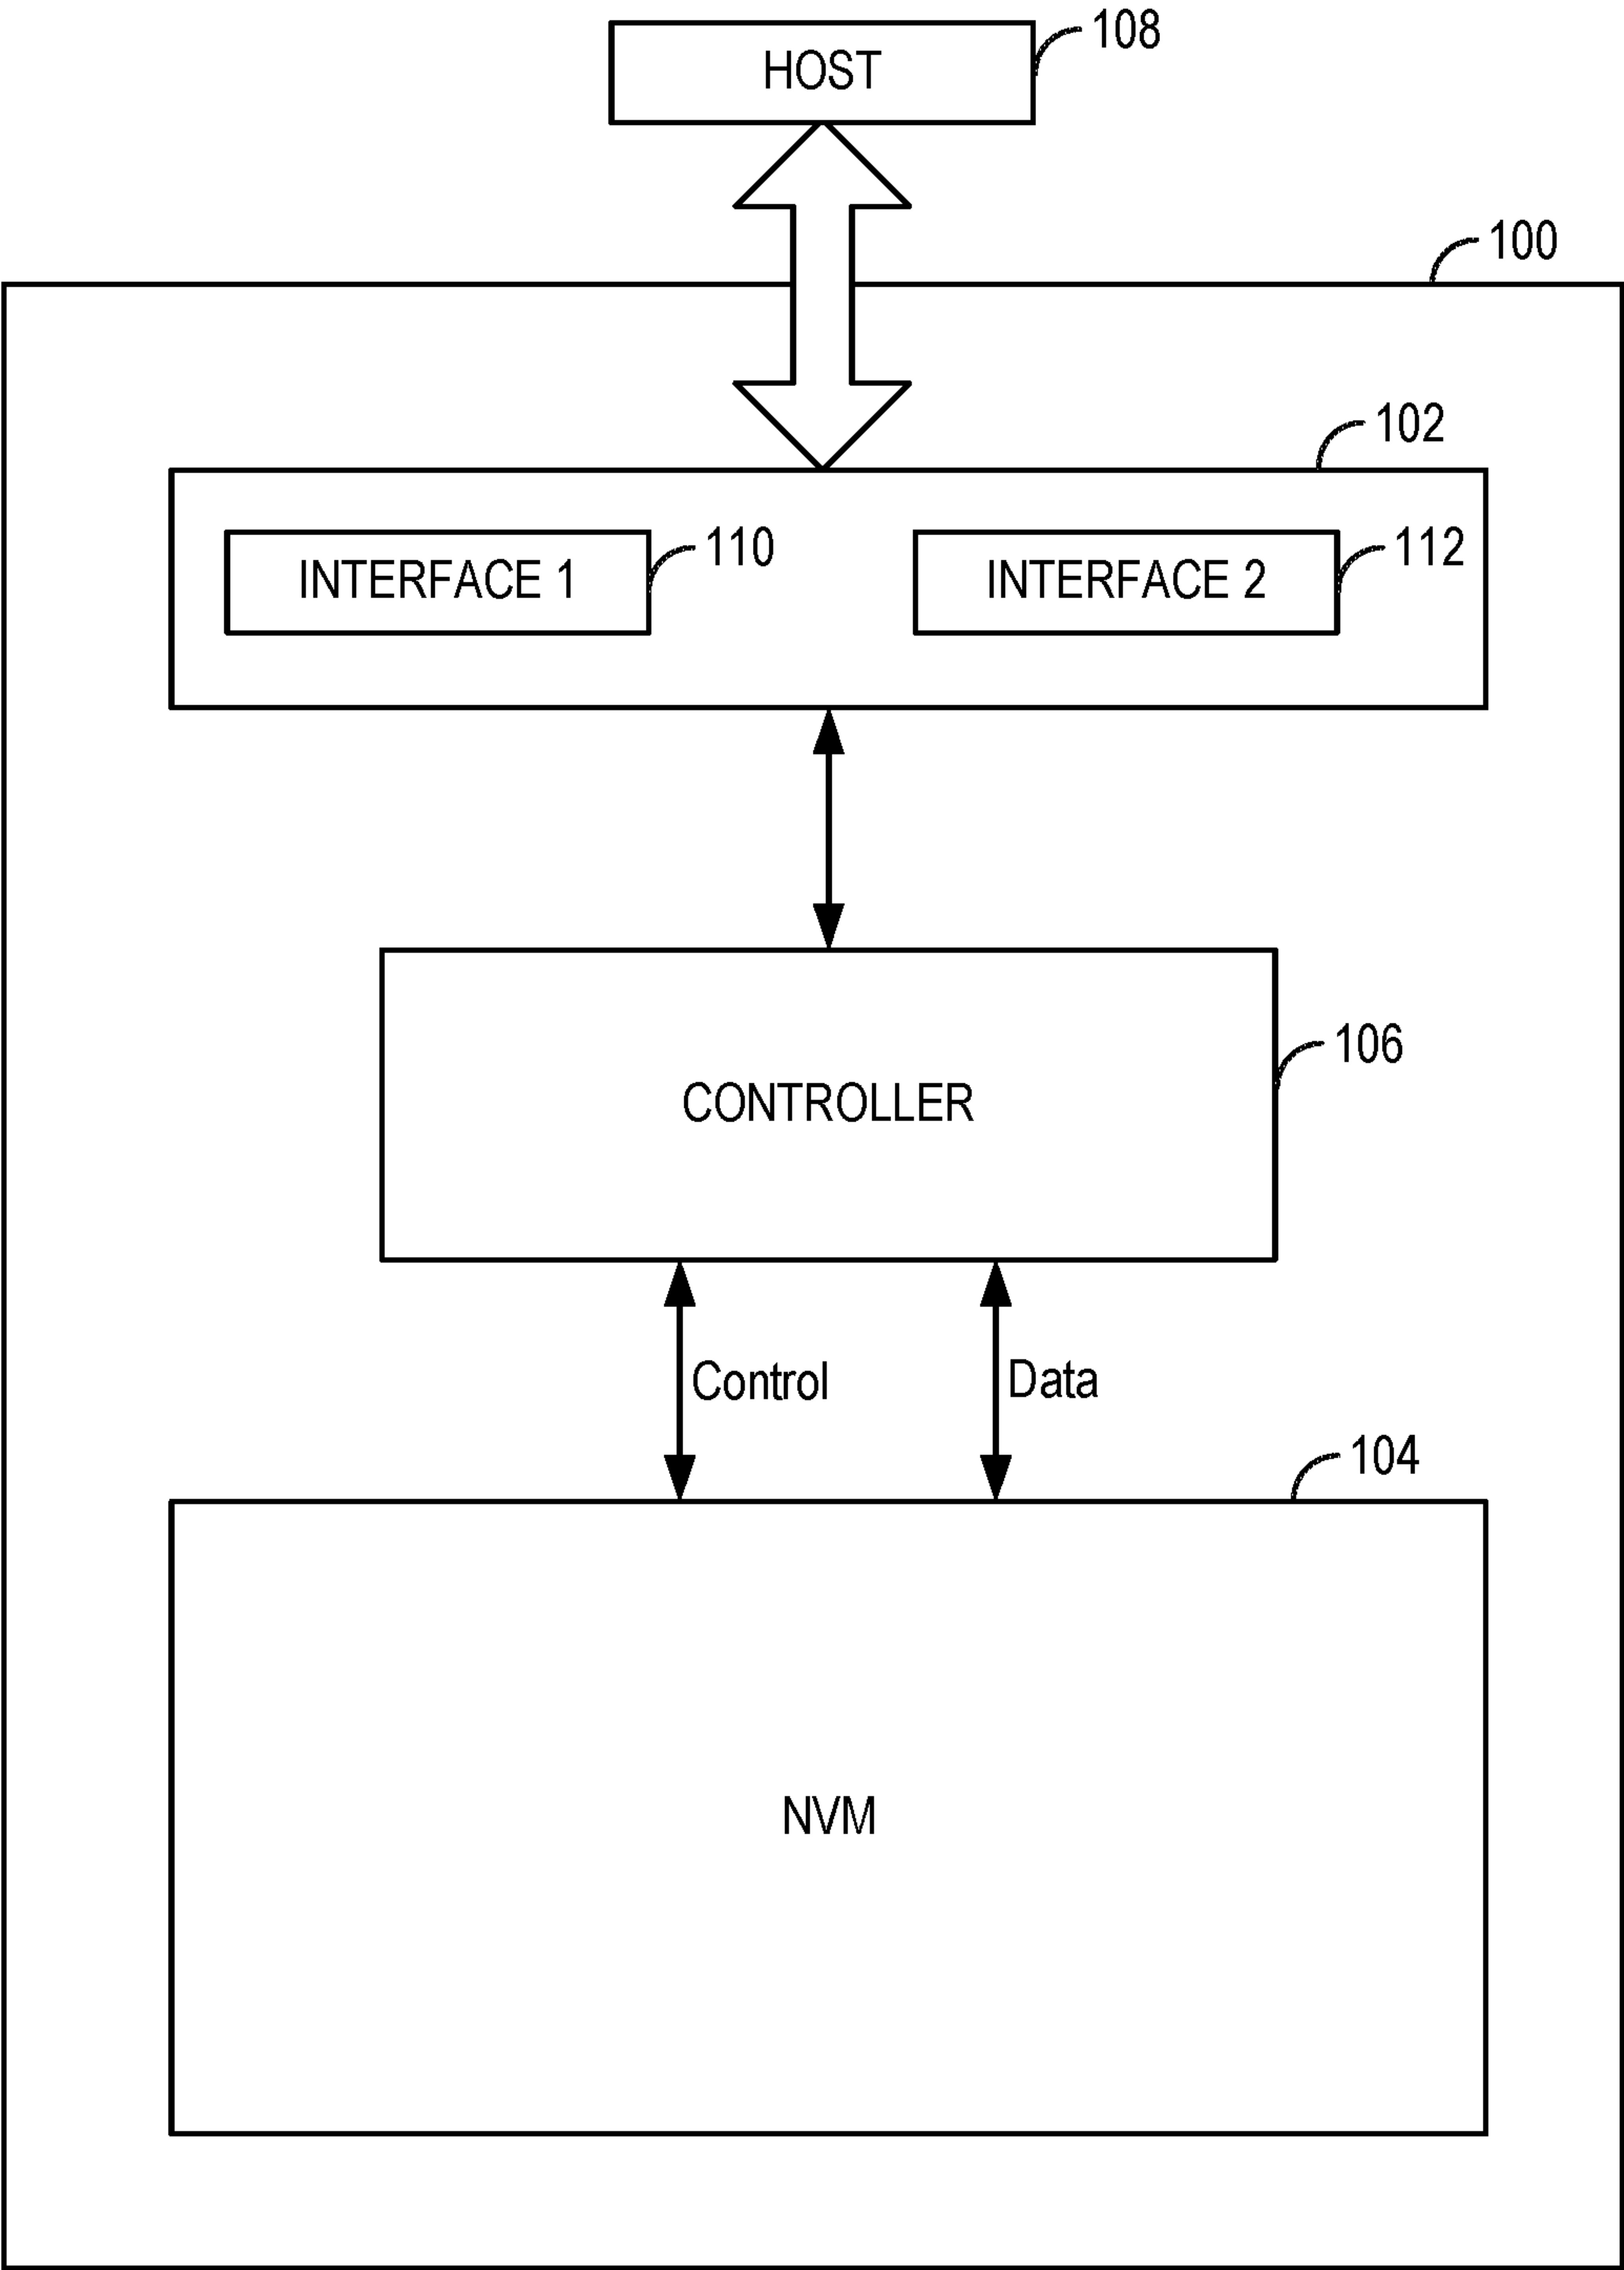 108
HOST
100
102
INTERFACE 1
110
INTERFACE 2
112
106
CONTROLLER
Control
Data
104
NVM